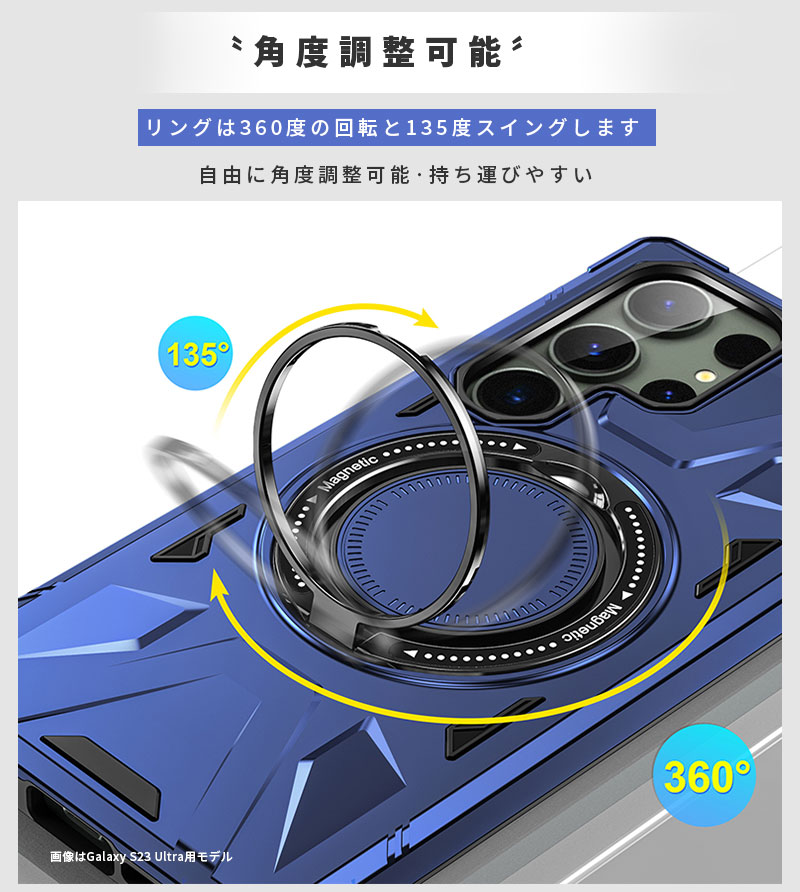 〝角度調整可能〞
リングは360度の回転と135度スイングします
自由に角度調整可能·持ち運びやすい
135°
Magnetic
Magnetic
360°
画像はGalaxy S23 Ultra用モデル